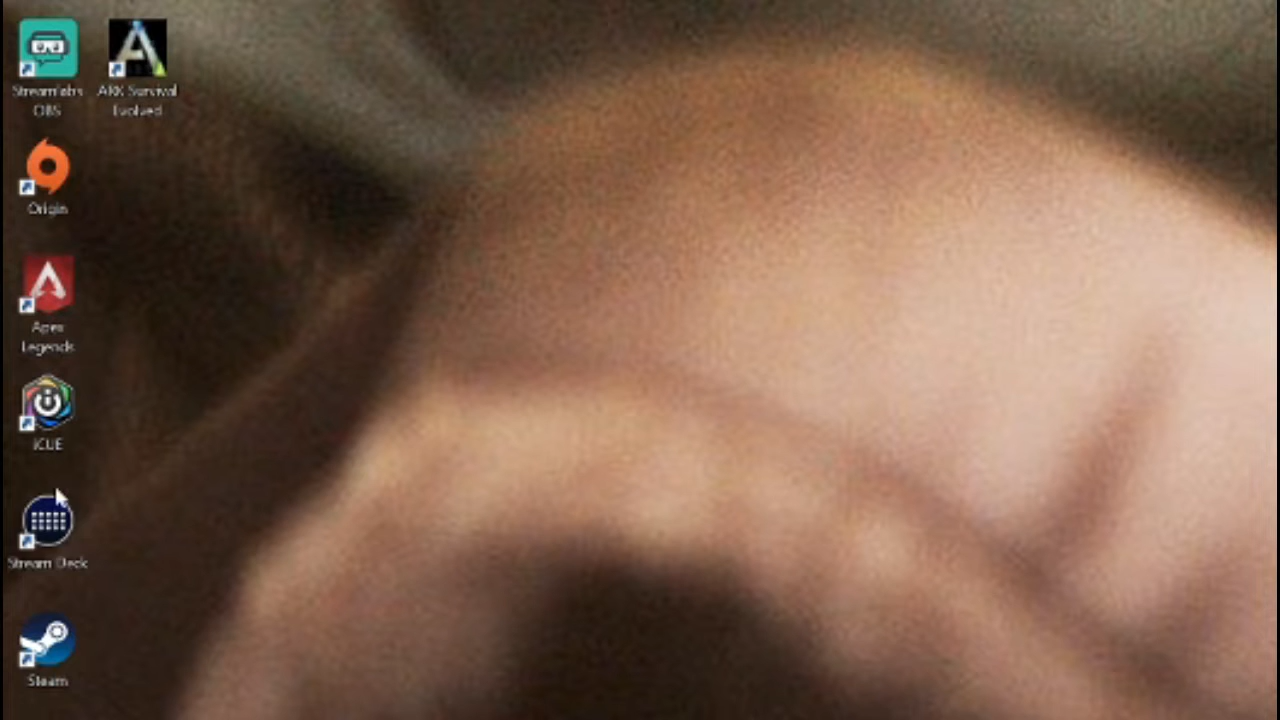 Streamlabs
OBS
ARK Survival
Evolved
Origin
Apex
Legends
iCUE
Stream Deck
Steam